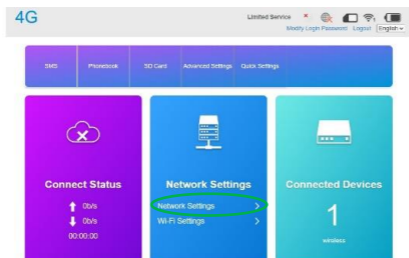 4G
Limited Service
Modify Login Password Logout English
SMS Phonebook SD Card Advanced Settings Quick Settings
Connect Status
0b/s
0b/s
00:00:00
Network Settings
Network Settings >
Wi-Fi Settings >
Connected Devices
1
wireless